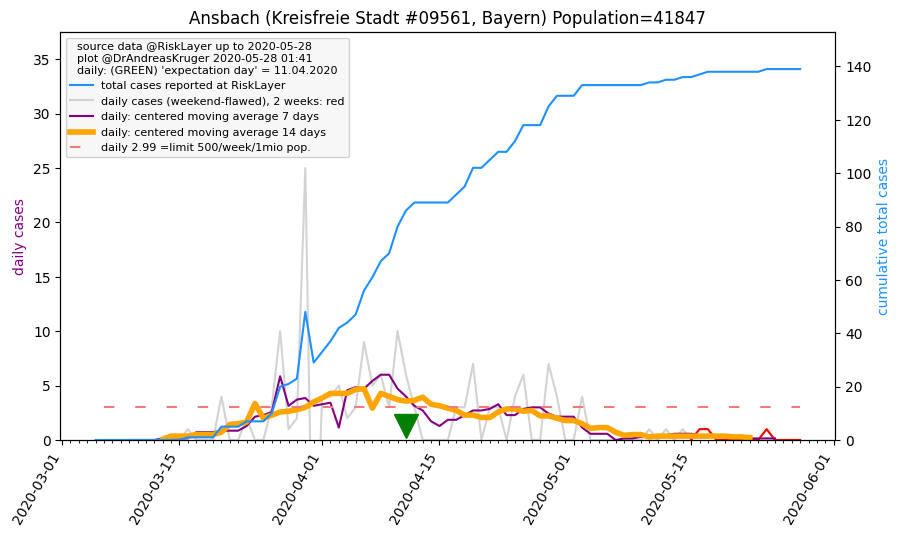 Ansbach (Kreisfreie Stadt #09561, Bayern) Population=41847
source data @RiskLayer up to 2020-05-28
plot @DrAndreasKruger 2020-05-28 01:41
daily: (GREEN) 'expectation day' = 11.04.2020
total cases reported at RiskLayer
daily cases (weekend-flawed), 2 weeks: red
daily: centered moving average 7 days
daily: centered moving average 14 days
daily 2.99 =limit 500/week/1mio pop.
daily cases
35
30
25
20
15
10
5
0
cumulative total cases
140
120
100
80
60
40
20
0
2020-03-01
2020-03-15
2020-04-01
2020-04-15
2020-05-01
2020-05-15
2020-06-01